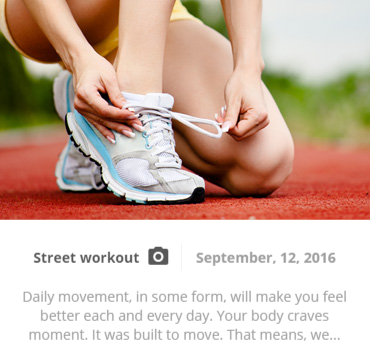 Street workout September, 12, 2016
Daily movement, in some form, will make you feel
better each and every day. Your body craves
moment. It was built to move. That means, we...